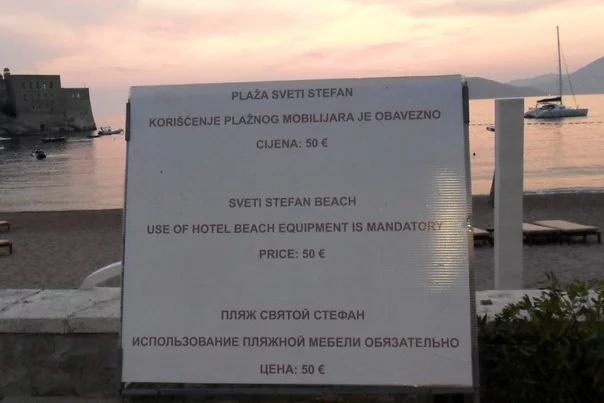 PLAŽA SVETI STEFAN
KORIŠĆENJE PLAŽNOG MOBILIJARA JE OBAVEZNO
CIJENA: 50 €
SVETI STEFAN BEACH
USE OF HOTEL BEACH EQUIPMENT IS MANDATORY
PRICE: 50 €
ПЛЯЖ СВЯТОЙ СТЕФАН
ИСПОЛЬЗОВАНИЕ ПЛЯЖНОЙ МЕБЕЛИ ОБЯЗАТЕЛЬНО
ЦЕНА: 50 €